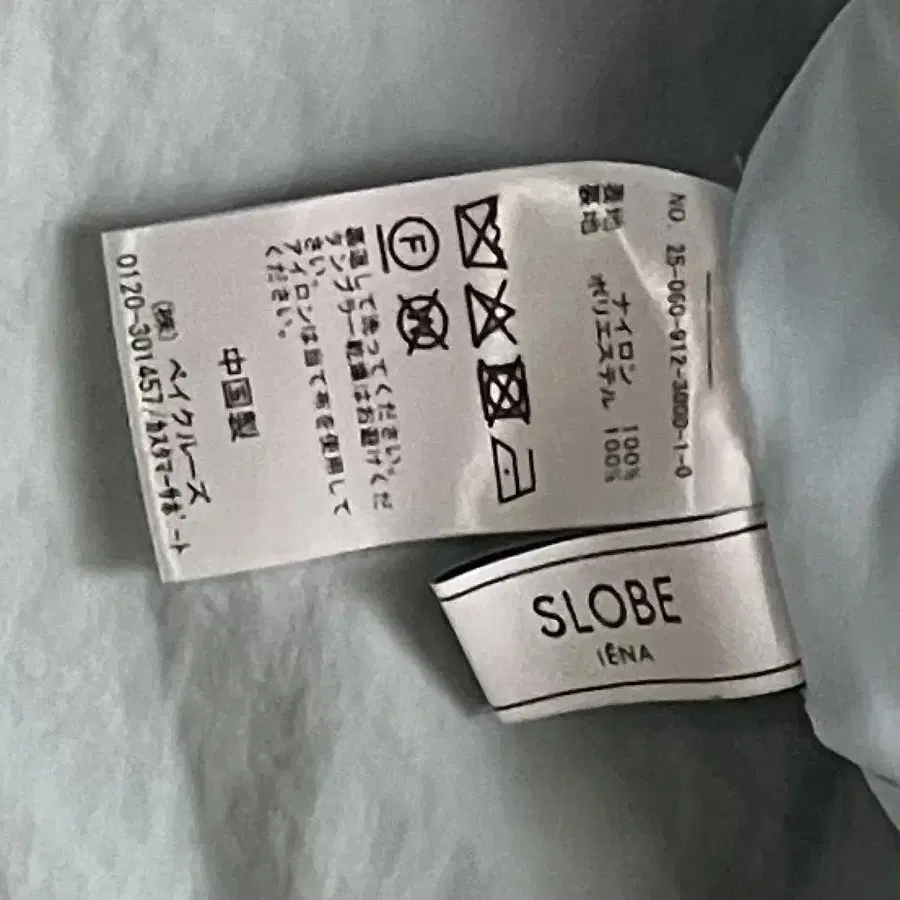 NO. 25-060-912-3000-1-0
表地 ナイロン 100%
裏地 ポリエステル 100%
F
W
裏返して洗ってください。
タンブラー乾燥はお避けくだ
さい。
アイロンは当て布を使用して
ください。
中国製
(株) ベイクルーズ
0120-301457/カスタマーサポート
SLOBE
IÉNA